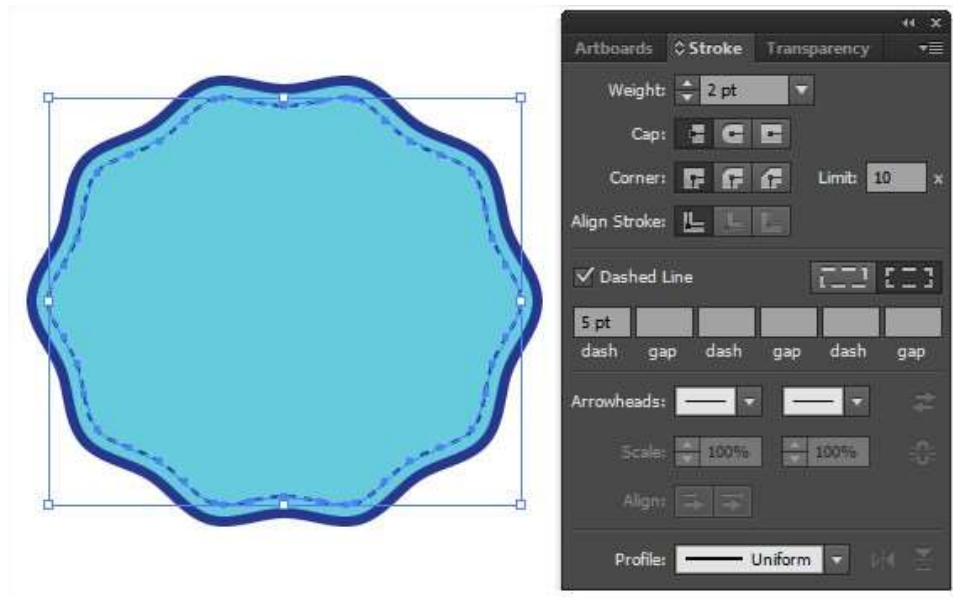 Artboards Stroke Transparency
Weight: 2 pt
Cap:
Corner: Limit: 10 x
Align Stroke:
Dashed Line
5 pt
dash gap dash gap dash gap
Arrowheads:
Scale: 100% 100%
Align:
Profile: Uniform